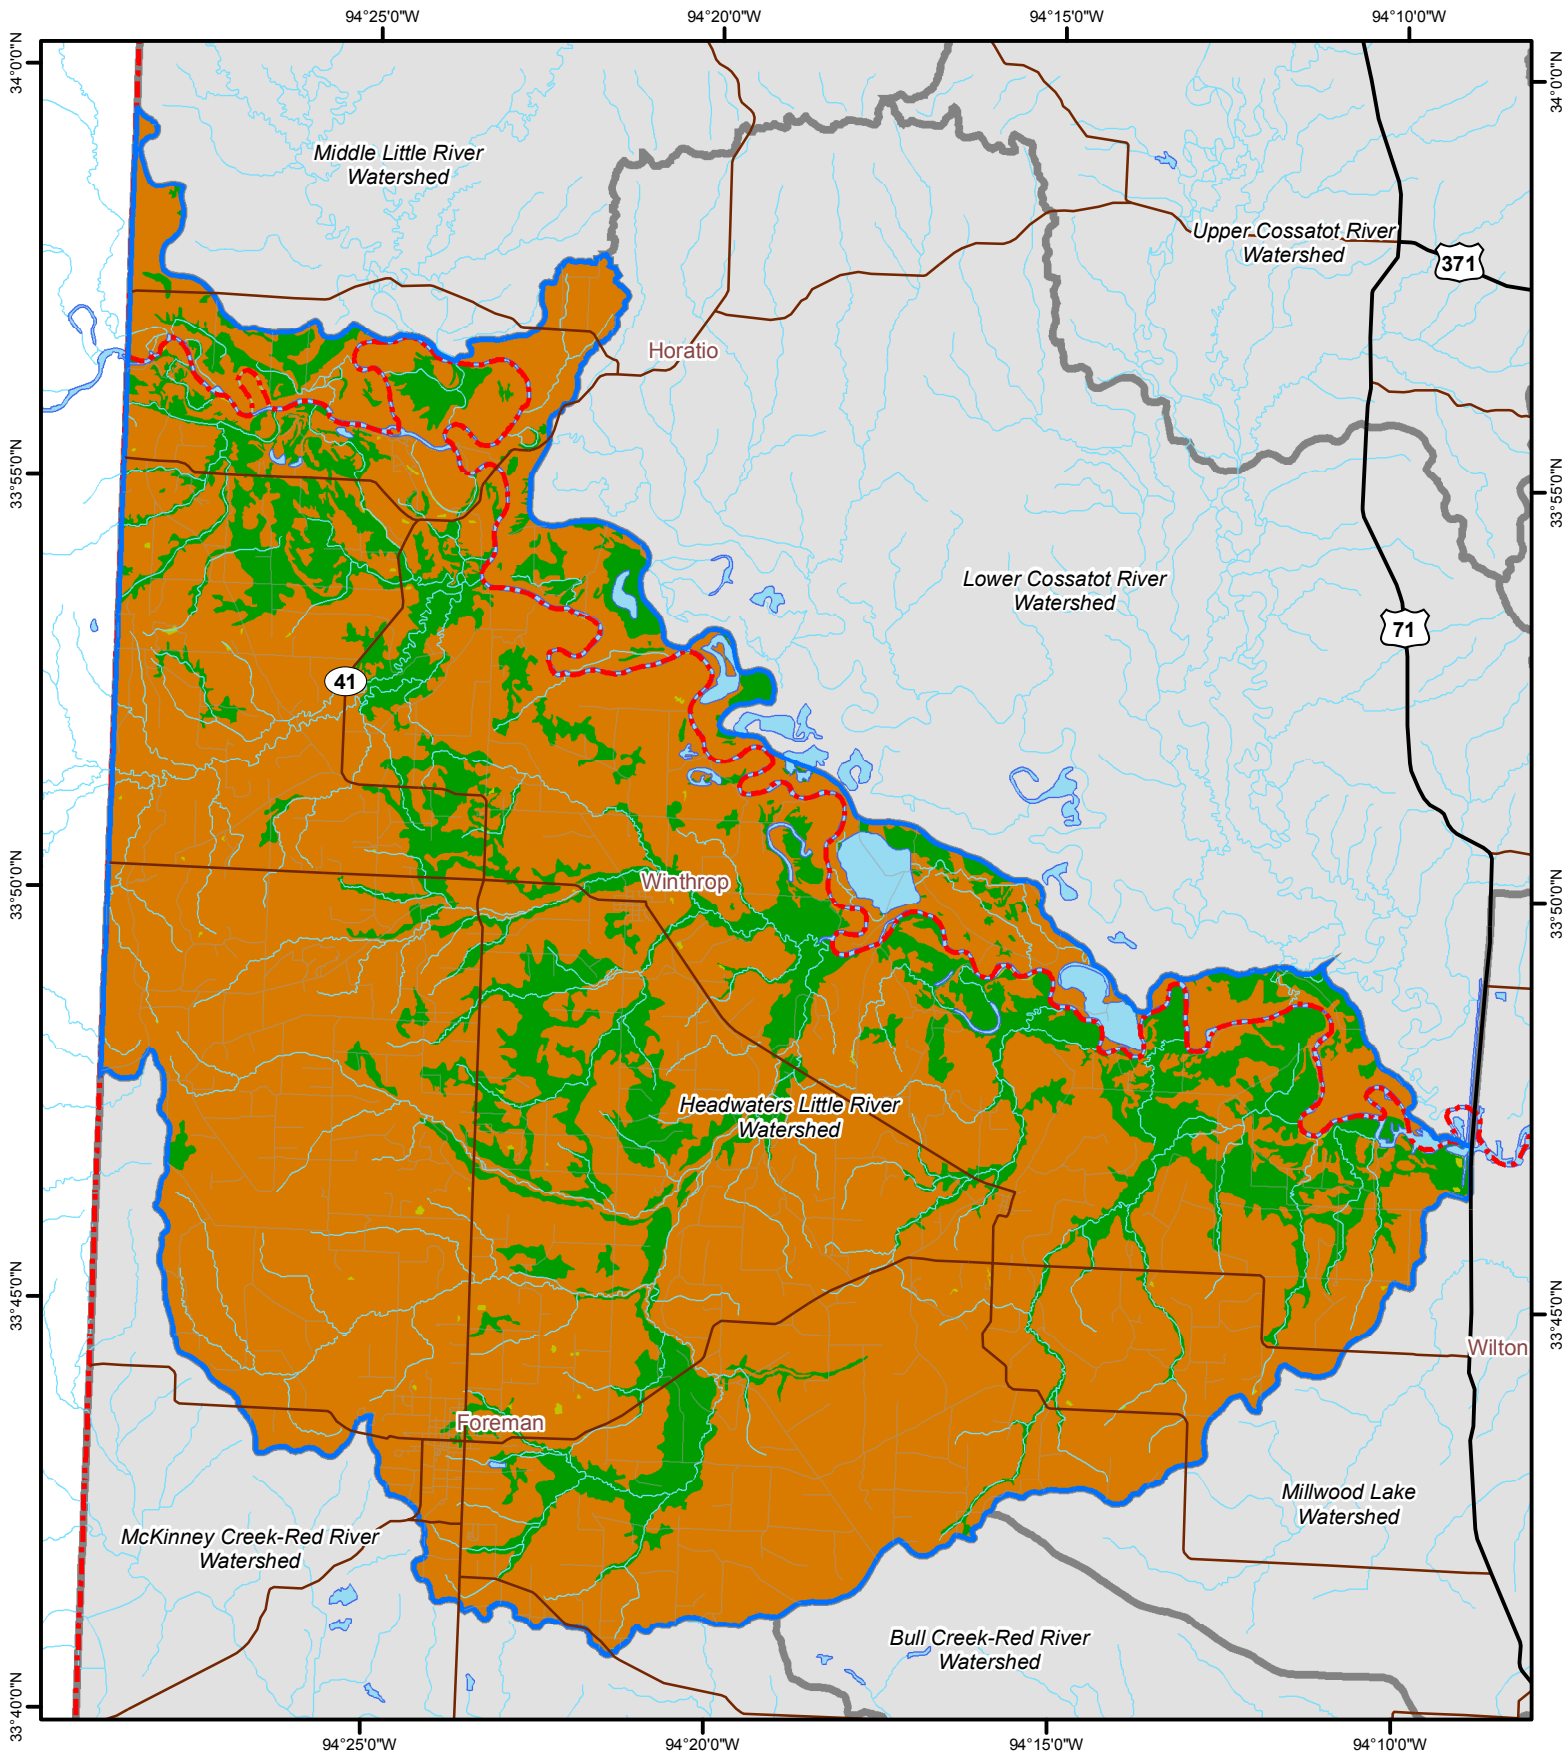 94°25'0"W
94°20'0"W
94°15'0"W
94°10'0"W
34°0'0"N
34°0'0"N
Middle Little River
Watershed
Upper Cossatot River
Watershed
371
Horatio
33°55'0"N
33°55'0"N
Lower Cossatot River
Watershed
71
41
33°50'0"N
33°50'0"N
Winthrop
Headwaters Little River
Watershed
33°45'0"N
33°45'0"N
Wilton
Foreman
Millwood Lake
Watershed
McKinney Creek-Red River
Watershed
Bull Creek-Red River
Watershed
33°40'0"N
94°25'0"W
94°20'0"W
94°15'0"W
94°10'0"W